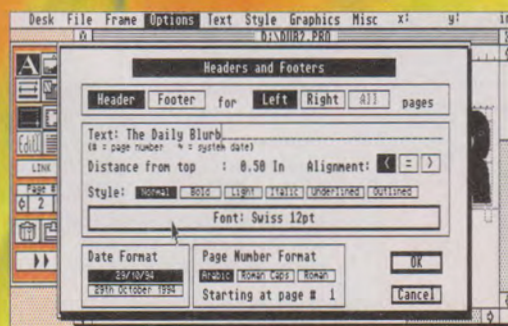 Desk File Frame Options Text Style Graphics Misc x: y: in
D:\DUB2.PRO
Headers and Footers
Header Footer for Left Right All pages
Text: The Daily Blurb
(# = page number % = system date)
Distance from top : 0.50 In Alignment: < = >
Style: Normal Bold Light Italic Underlined Outlined
Font: Swiss 12pt
Date Format
29/10/94
29th October 1994
Page Number Format
Arabic Roman Caps Roman
Starting at page # 1
OK
Cancel
A
Edit
LINK
Page #
2